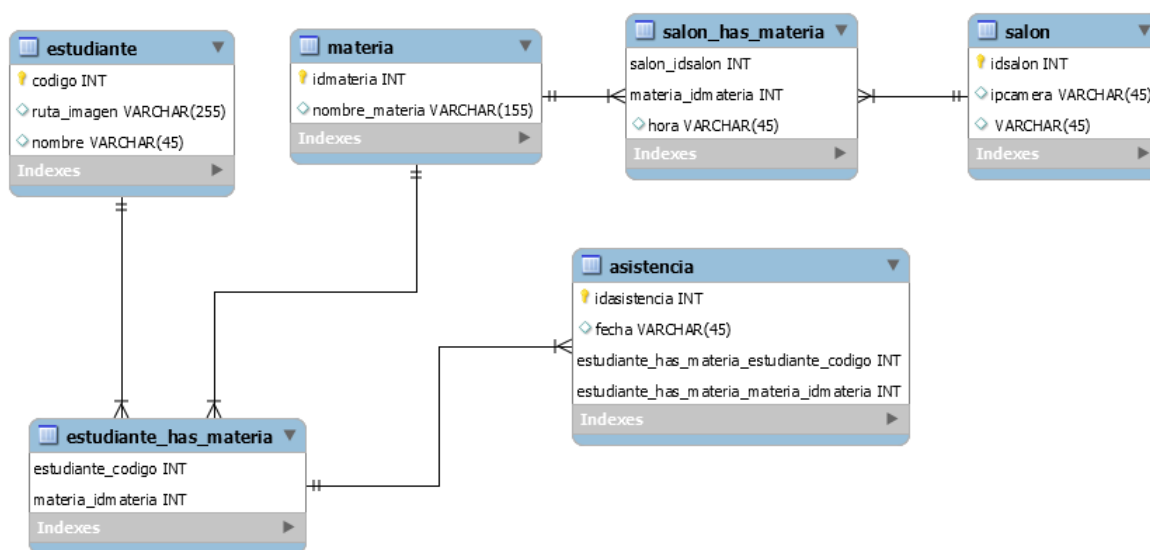 estudiante
codigo INT
ruta_imagen VARCHAR(255)
nombre VARCHAR(45)
Indexes
materia
idmateria INT
nombre_materia VARCHAR(155)
Indexes
salon_has_materia
salon_idsalon INT
materia_idmateria INT
hora VARCHAR(45)
Indexes
salon
idsalon INT
ipcamera VARCHAR(45)
VARCHAR(45)
Indexes
asistencia
idasistencia INT
fecha VARCHAR(45)
estudiante_has_materia_estudiante_codigo INT
estudiante_has_materia_materia_idmateria INT
Indexes
estudiante_has_materia
estudiante_codigo INT
materia_idmateria INT
Indexes